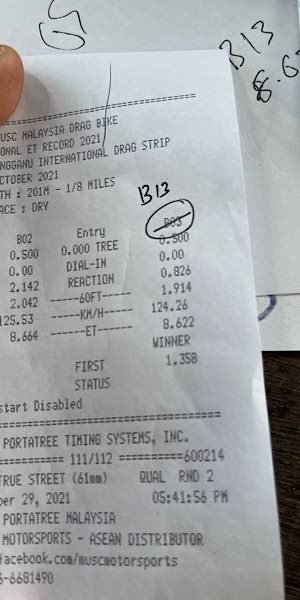 B13
8.6
USC MALAYSIA DRAG BIKE
ONAL ET RECORD 2021
NGGANU INTERNATIONAL DRAG STRIP
CTOBER 2021
TH : 201M - 1/8 MILES
ACE : DRY
B13
B02 Entry B03
0.500 0.000 TREE 0.500
0.00 DIAL-IN 0.00
2.142 REACTION 0.826
2.042 -----60FT------ 1.914
125.53 -----KM/H------ 124.26
8.664 ------ET------ 8.622
WINNER
FIRST 1.358
STATUS
start Disabled
PORTATREE TIMING SYSTEMS, INC.
========== 111/112 ==========600214
TRUE STREET (61mm) QUAL RND 2
ber 29, 2021 05:41:56 PM
PORTATREE MALAYSIA
MOTORSPORTS - ASEAN DISTRIBUTOR
facebook.com/muscmotorsports
6-6681490